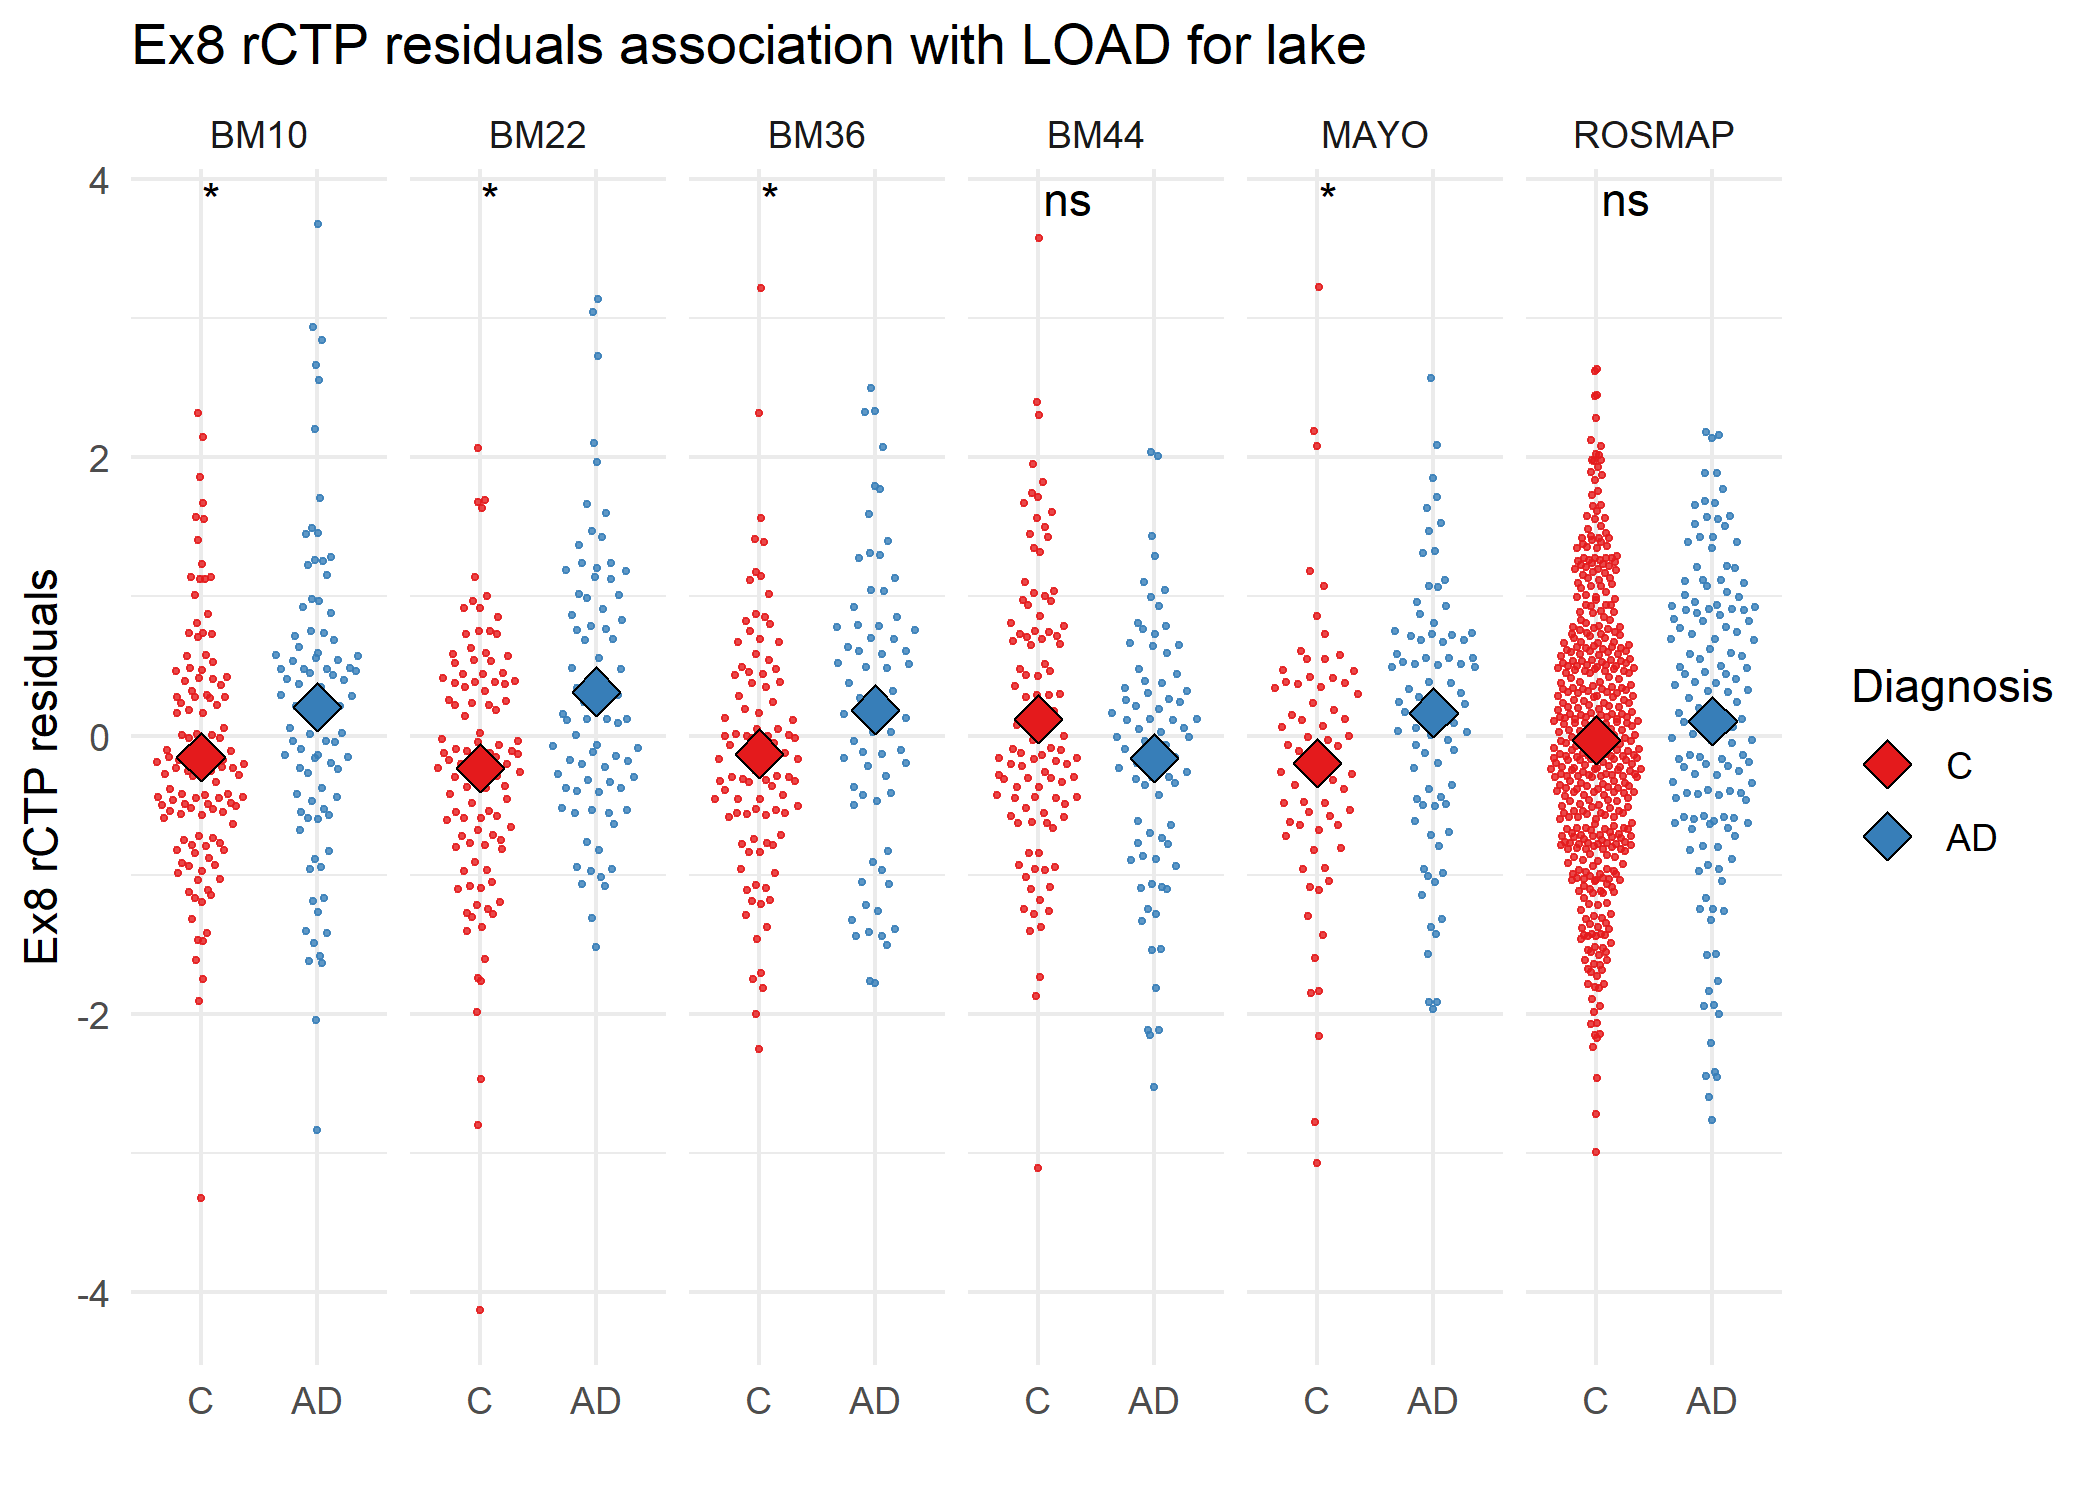 Ex8 rCTP residuals association with LOAD for lake
BM10 BM22 BM36 BM44 MAYO ROSMAP
* * * ns * ns
4
2
0
-2
-4
Ex8 rCTP residuals
C AD C AD C AD C AD C AD C AD
Diagnosis
C
AD